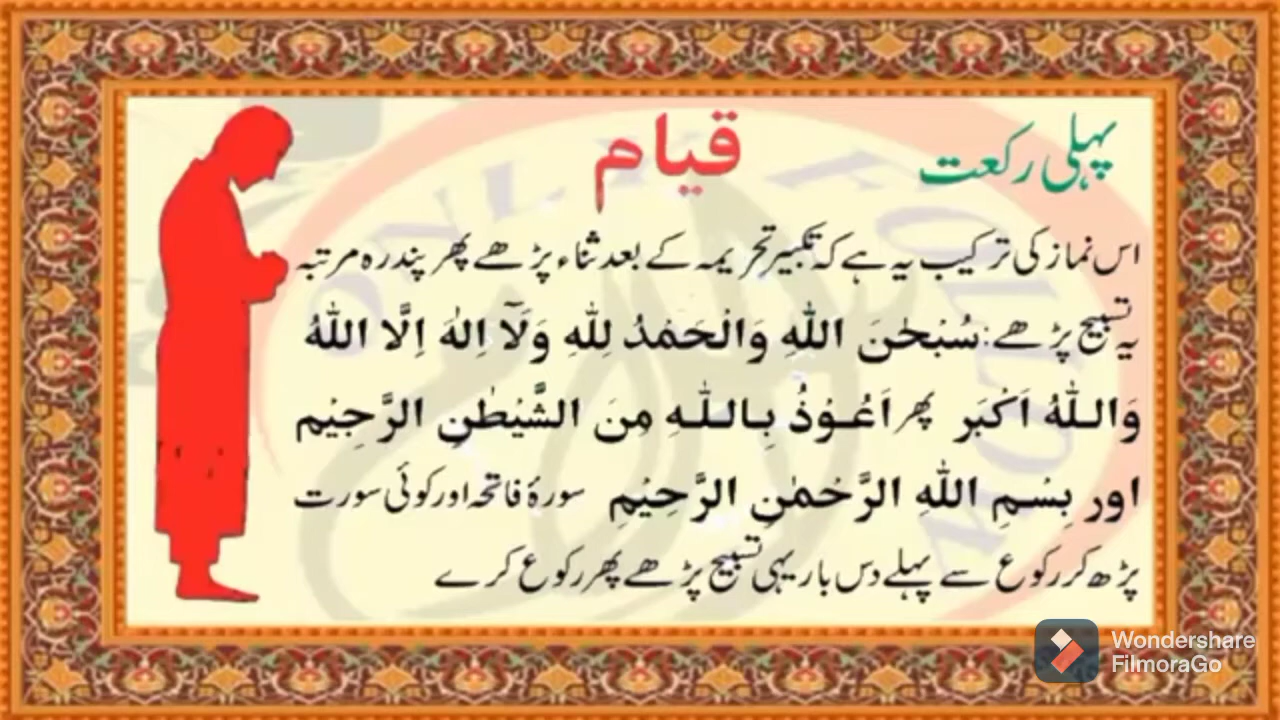 پہلی رکعت
قیام
اس نماز کی ترکیب یہ ہے کہ تکبیر تحریمہ کے بعد ثناء پڑھے پھر پندرہ مرتبہ
یہ تسبیح پڑھے: سُبْحٰنَ اللّٰهِ وَالْحَمْدُ لِلّٰهِ وَلَآ اِلٰهَ اِلَّا اللّٰهُ
وَاللّٰهُ اَكْبَر پھر اَعُوْذُ بِاللّٰهِ مِنَ الشَّيْطٰنِ الرَّجِيْم
اور بِسْمِ اللّٰهِ الرَّحْمٰنِ الرَّحِيْمِ سورۂ فاتحہ اور کوئی سورت
پڑھ کر رکوع سے پہلے دس بار یہی تسبیح پڑھے پھر رکوع کرے
Wondershare
FilmoraGo